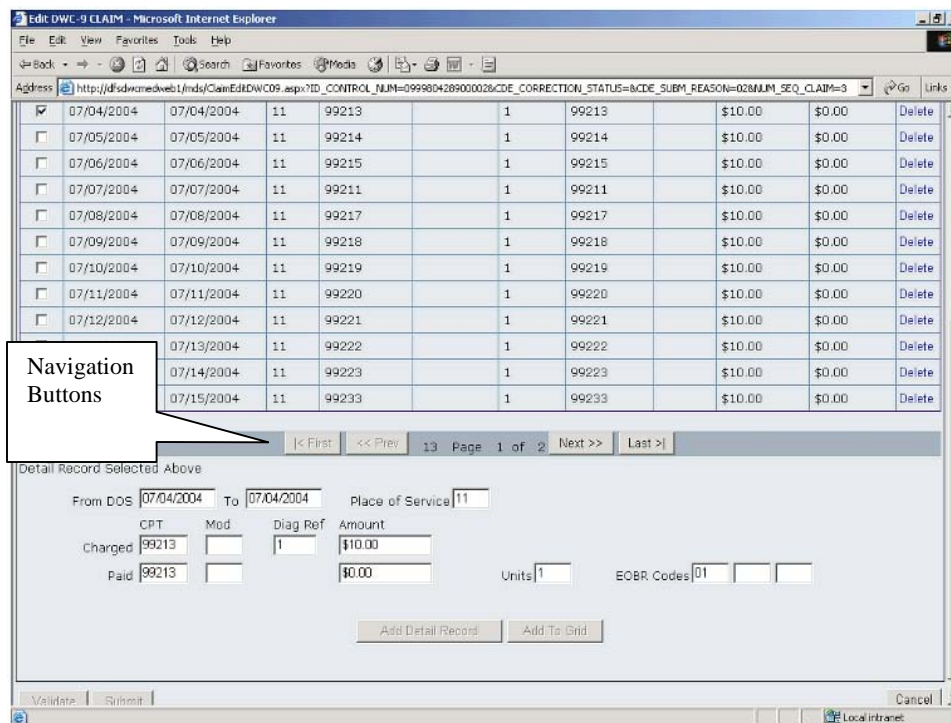 Edit DWC-9 CLAIM - Microsoft Internet Explorer
File Edit View Favorites Tools Help
Back Search Favorites Media
Address http://dfsdwcmedweb1/mds/ClaimEditDWC09.aspx?ID_CONTROL_NUM=0999804289000028&CDE_CORRECTION_STATUS=&CDE_SUBM_REASON=02&NUM_SEQ_CLAIM=3 Go Links
07/04/2004 07/04/2004 11 99213 1 99213 $10.00 $0.00 Delete
07/05/2004 07/05/2004 11 99214 1 99214 $10.00 $0.00 Delete
07/06/2004 07/06/2004 11 99215 1 99215 $10.00 $0.00 Delete
07/07/2004 07/07/2004 11 99211 1 99211 $10.00 $0.00 Delete
07/08/2004 07/08/2004 11 99217 1 99217 $10.00 $0.00 Delete
07/09/2004 07/09/2004 11 99218 1 99218 $10.00 $0.00 Delete
07/10/2004 07/10/2004 11 99219 1 99219 $10.00 $0.00 Delete
07/11/2004 07/11/2004 11 99220 1 99220 $10.00 $0.00 Delete
07/12/2004 07/12/2004 11 99221 1 99221 $10.00 $0.00 Delete
07/13/2004 11 99222 1 99222 $10.00 $0.00 Delete
07/14/2004 11 99223 1 99223 $10.00 $0.00 Delete
07/15/2004 11 99233 1 99233 $10.00 $0.00 Delete
Navigation
Buttons
|< First << Prev 13 Page 1 of 2 Next >> Last >|
Detail Record Selected Above
From DOS 07/04/2004 To 07/04/2004 Place of Service 11
CPT Mod Diag Ref Amount
Charged 99213 1 $10.00
Paid 99213 $0.00 Units 1 EOBR Codes 01
Add Detail Record Add To Grid
Validate Submit Cancel
Local intranet